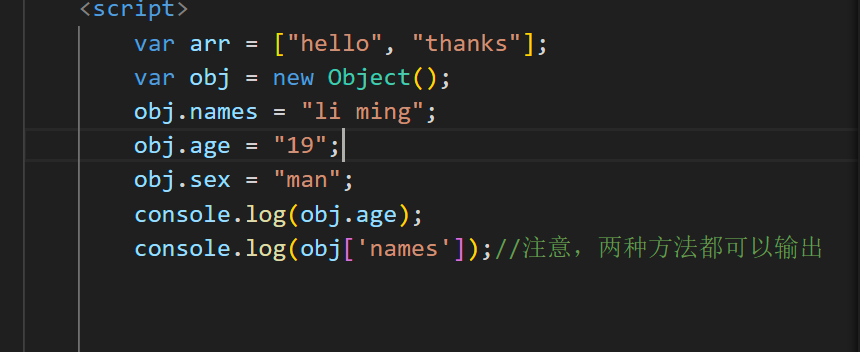 <script>
var arr = ["hello", "thanks"];
var obj = new Object();
obj.names = "li ming";
obj.age = "19";
obj.sex = "man";
console.log(obj.age);
console.log(obj['names']);//注意，两种方法都可以输出